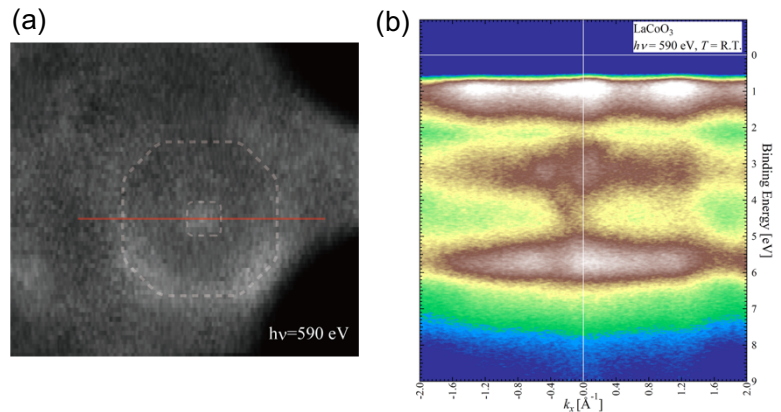 (a)
hν=590 eV
(b)
LaCoO₃
hν = 590 eV, T = R.T.
0
1
2
3
4
5
6
7
8
9
Binding Energy [eV]
-2.0 -1.6 -1.2 -0.8 -0.4 -0.0 0.4 0.8 1.2 1.6 2.0
kₓ[Å⁻¹]